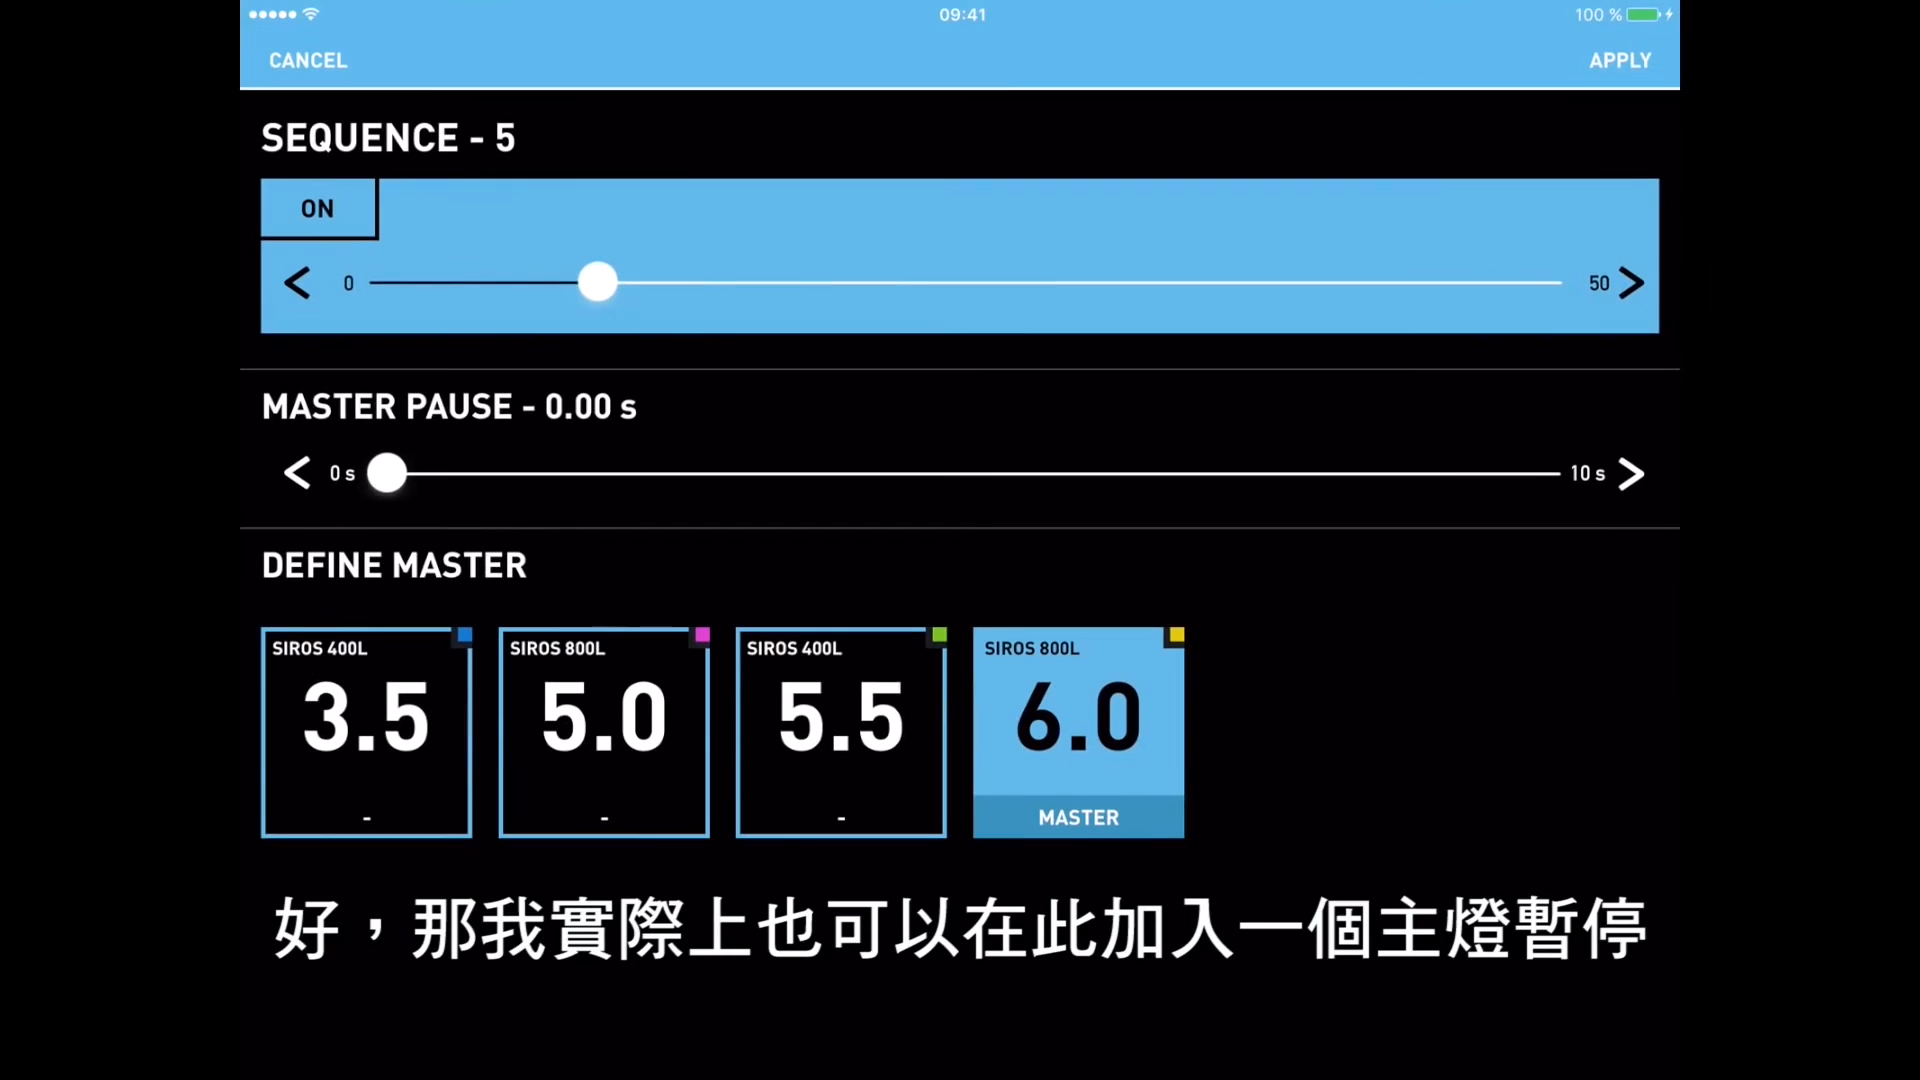 09:41
100 %
CANCEL
APPLY
SEQUENCE - 5
ON
0
50
MASTER PAUSE - 0.00 s
0 s
10 s
DEFINE MASTER
SIROS 400L
3.5
-
SIROS 800L
5.0
-
SIROS 400L
5.5
-
SIROS 800L
6.0
MASTER
好，那我實際上也可以在此加入一個主燈暫停